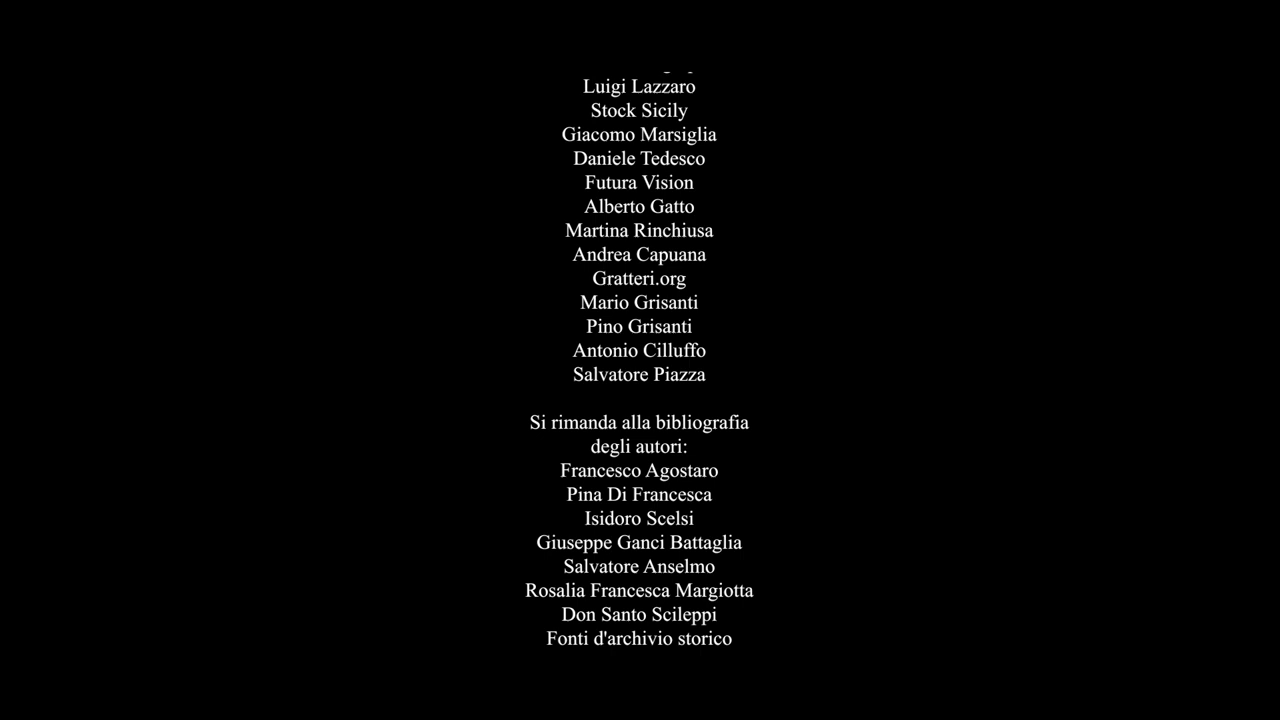 Luigi Lazzaro
Stock Sicily
Giacomo Marsiglia
Daniele Tedesco
Futura Vision
Alberto Gatto
Martina Rinchiusa
Andrea Capuana
Gratteri.org
Mario Grisanti
Pino Grisanti
Antonio Cilluffo
Salvatore Piazza
Si rimanda alla bibliografia
degli autori:
Francesco Agostaro
Pina Di Francesca
Isidoro Scelsi
Giuseppe Ganci Battaglia
Salvatore Anselmo
Rosalia Francesca Margiotta
Don Santo Scileppi
Fonti d'archivio storico